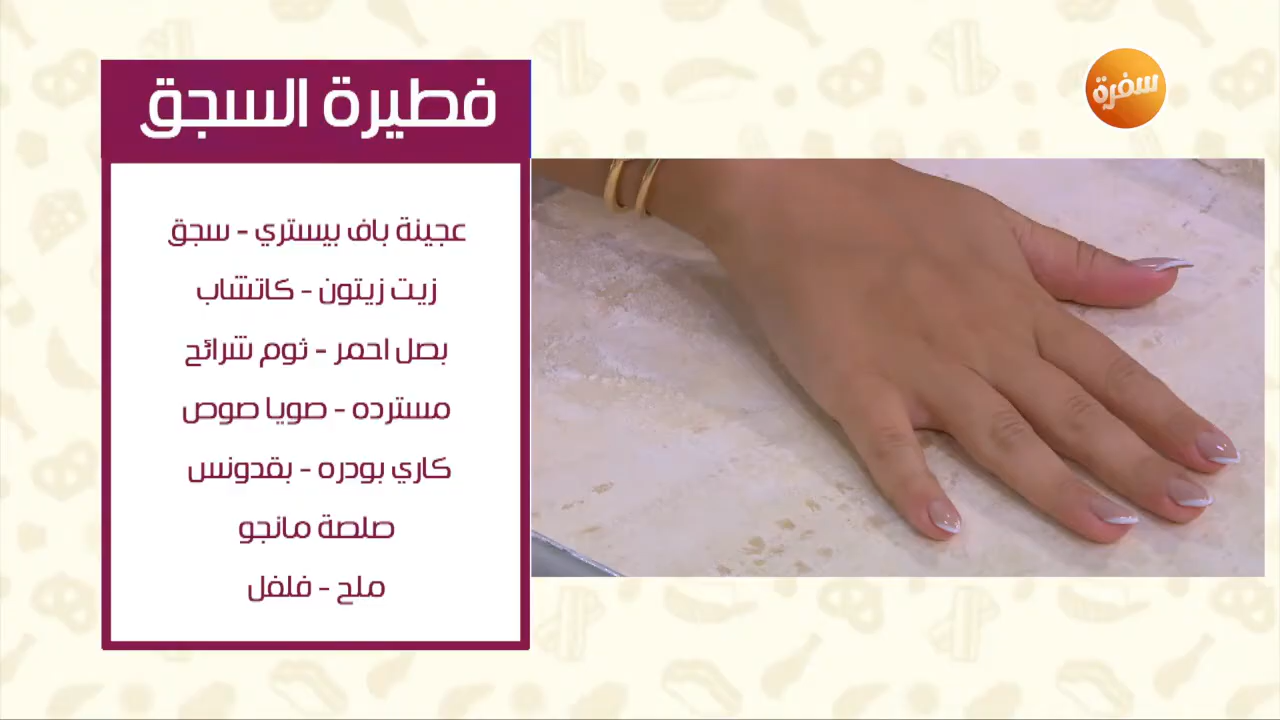 سفرة
فطيرة السجق
عجينة باف بيستري - سجق
زيت زيتون - كاتشاب
بصل احمر - ثوم شرائح
مسترده - صويا صوص
كاري بودره - بقدونس
صلصة مانجو
ملح - فلفل